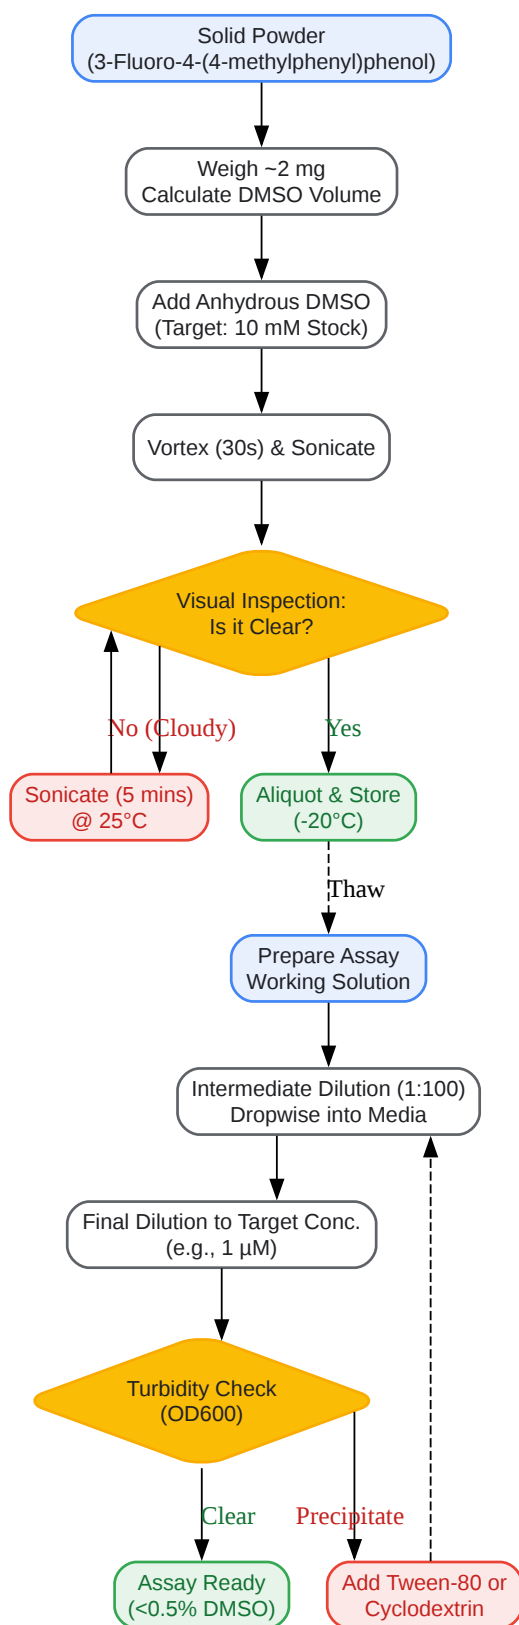 Solid Powder
(3-Fluoro-4-(4-methylphenyl)phenol)
Weigh ~2 mg
Calculate DMSO Volume
Add Anhydrous DMSO
(Target: 10 mM Stock)
Vortex (30s) & Sonicate
Visual Inspection:
Is it Clear?
No (Cloudy)
Yes
Sonicate (5 mins)
@ 25°C
Aliquot & Store
(-20°C)
Thaw
Prepare Assay
Working Solution
Intermediate Dilution (1:100)
Dropwise into Media
Final Dilution to Target Conc.
(e.g., 1 µM)
Turbidity Check
(OD600)
Clear
Precipitate
Assay Ready
(<0.5% DMSO)
Add Tween-80 or
Cyclodextrin